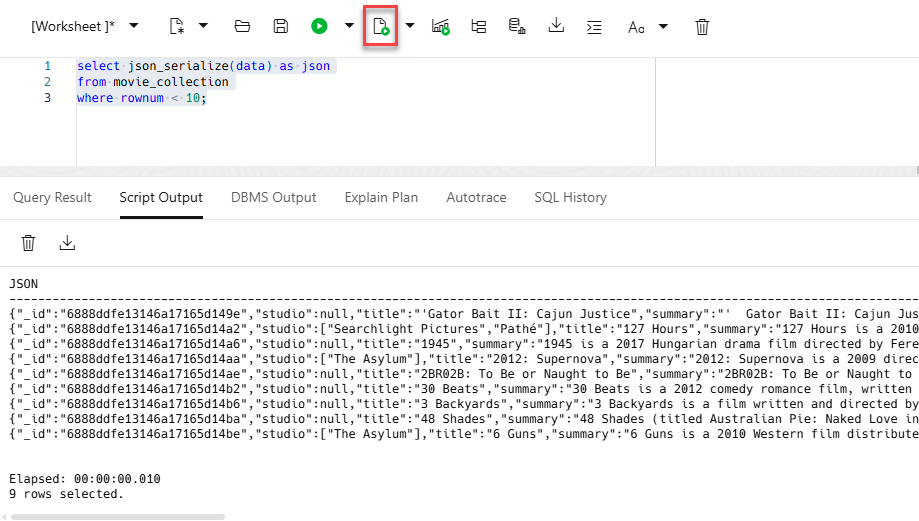 [Worksheet ]*
Aa
1 select json_serialize(data) as json
2 from movie_collection
3 where rownum < 10;
Query Result Script Output DBMS Output Explain Plan Autotrace SQL History
JSON
--------------------------------------------------------------------------------
{"_id":"6888ddfe13146a17165d149e","studio":null,"title":"'Gator Bait II: Cajun Justice","summary":"'  Gator Bait II: Cajun Jus
{"_id":"6888ddfe13146a17165d14a2","studio":["Searchlight Pictures","Pathé"],"title":"127 Hours","summary":"127 Hours is a 2010
{"_id":"6888ddfe13146a17165d14a6","studio":null,"title":"1945","summary":"1945 is a 2017 Hungarian drama film directed by Fere
{"_id":"6888ddfe13146a17165d14aa","studio":["The Asylum"],"title":"2012: Supernova","summary":"2012: Supernova is a 2009 direc
{"_id":"6888ddfe13146a17165d14ae","studio":null,"title":"2BR02B: To Be or Naught to Be","summary":"2BR02B: To Be or Naught to
{"_id":"6888ddfe13146a17165d14b2","studio":null,"title":"30 Beats","summary":"30 Beats is a 2012 comedy romance film, written
{"_id":"6888ddfe13146a17165d14b6","studio":null,"title":"3 Backyards","summary":"3 Backyards is a film written and directed by
{"_id":"6888ddfe13146a17165d14ba","studio":null,"title":"48 Shades","summary":"48 Shades (titled Australian Pie: Naked Love in
{"_id":"6888ddfe13146a17165d14be","studio":["The Asylum"],"title":"6 Guns","summary":"6 Guns is a 2010 Western film distribute
Elapsed: 00:00:00.010
9 rows selected.